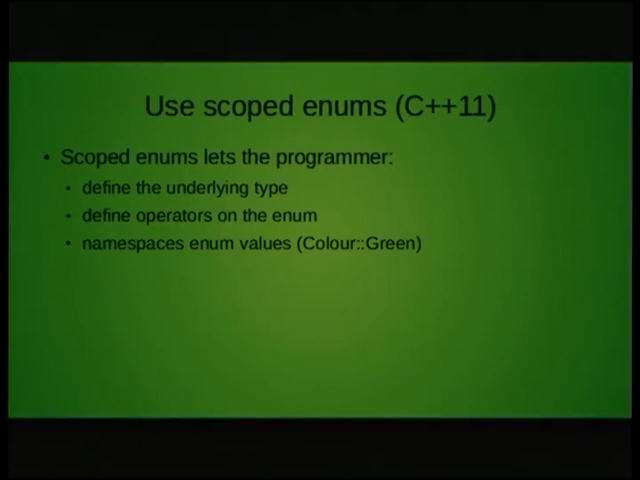 Use scoped enums (C++11)
• Scoped enums lets the programmer:
• define the underlying type
• define operators on the enum
• namespaces enum values (Colour::Green)